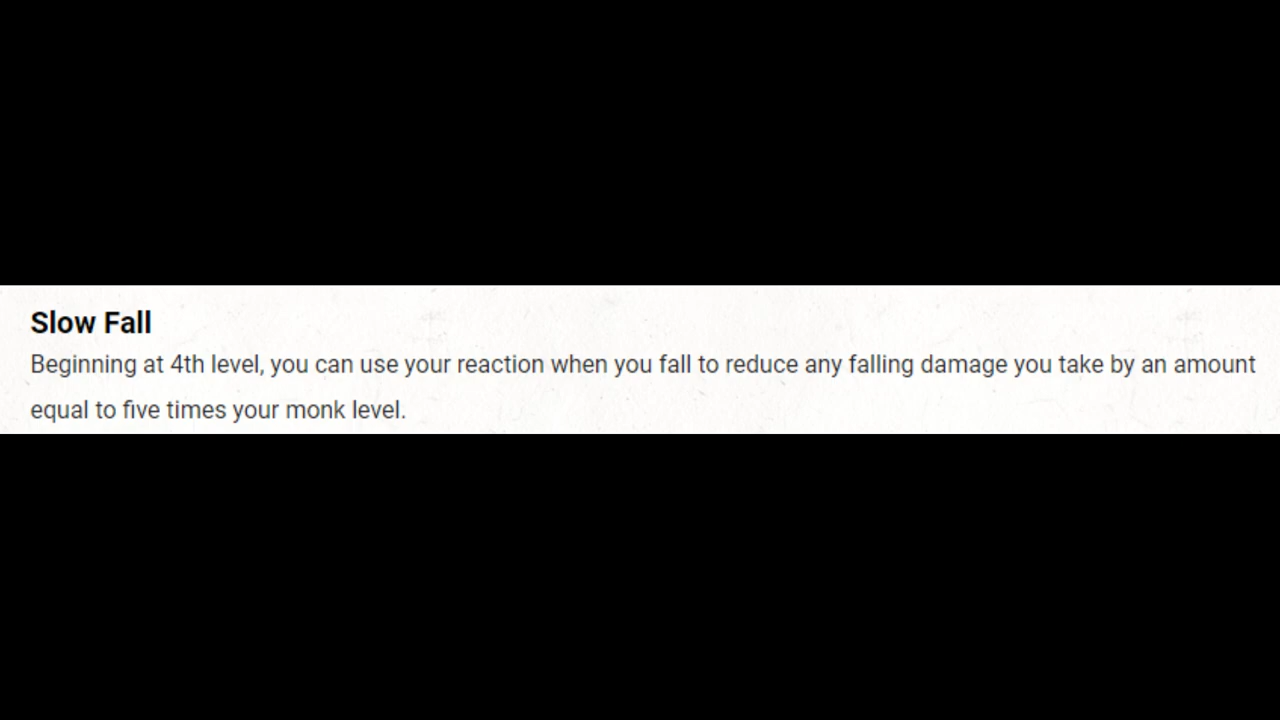 Slow Fall
Beginning at 4th level, you can use your reaction when you fall to reduce any falling damage you take by an amount
equal to five times your monk level.